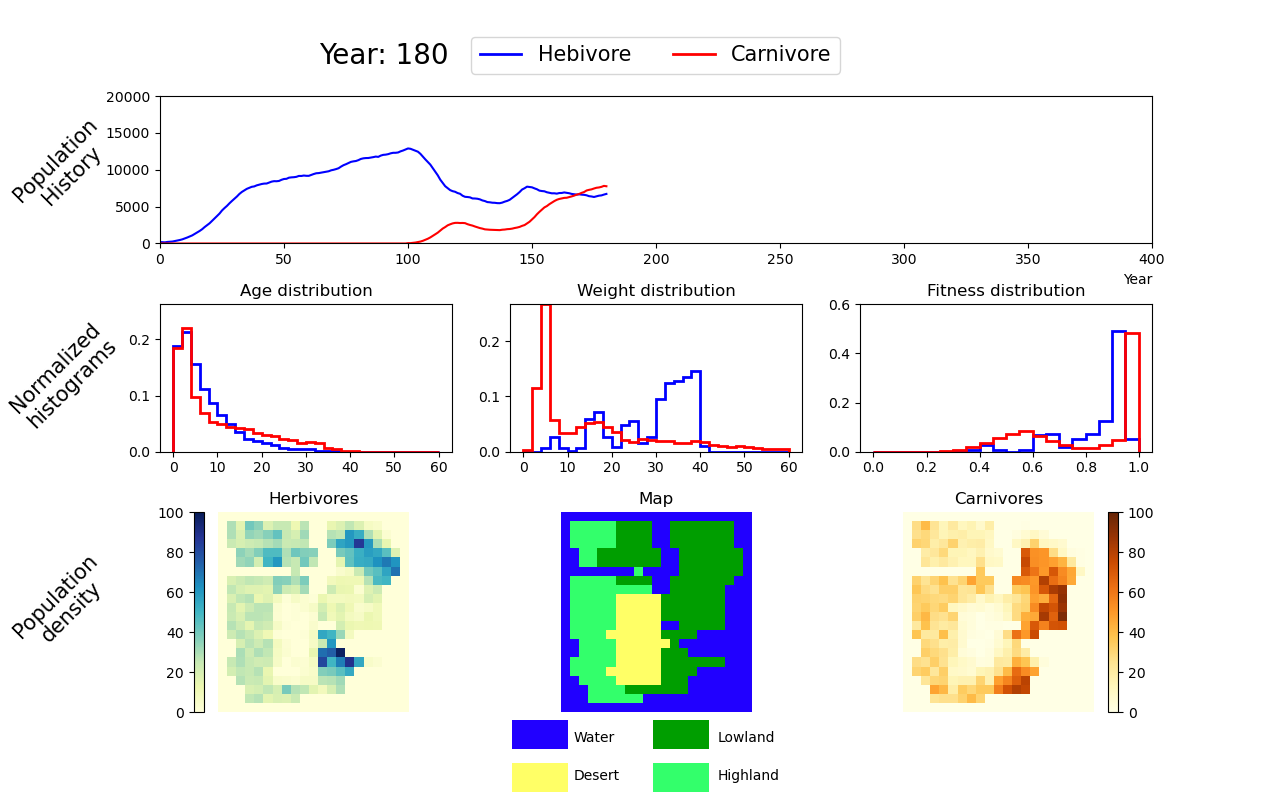 Year: 180
Hebivore
Carnivore
Population
History
20000
15000
10000
5000
0
0 50 100 150 200 250 300 350 400
Year
Normalized
histograms
Age distribution
0.2
0.1
0.0
0 10 20 30 40 50 60
Weight distribution
0.2
0.1
0.0
0 10 20 30 40 50 60
Fitness distribution
0.6
0.4
0.2
0.0
0.0 0.2 0.4 0.6 0.8 1.0
Population
density
Herbivores
100
80
60
40
20
0
Map
Carnivores
100
80
60
40
20
0
Water
Lowland
Desert
Highland